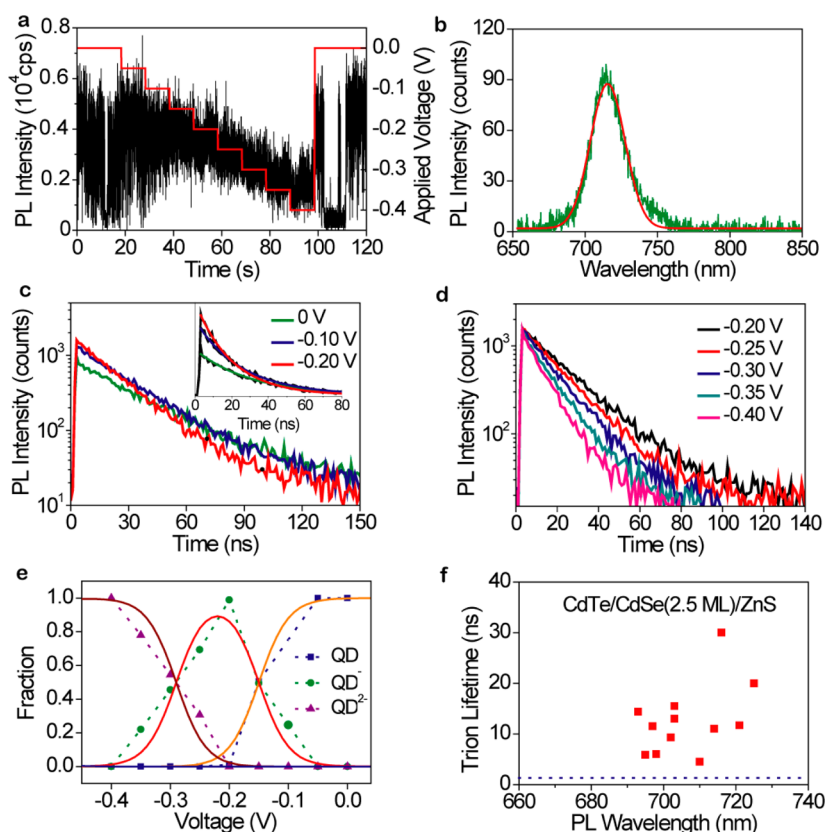 a
0.8
0.6
0.4
0.2
0
PL Intensity (10⁴cps)
0 20 40 60 80 100 120
Time (s)
0.0
-0.1
-0.2
-0.3
-0.4
Applied Voltage (V)
b
120
90
60
30
0
PL Intensity (counts)
650 700 750 800 850
Wavelength (nm)
c
10³
10²
10¹
PL Intensity (counts)
0 30 60 90 120 150
Time (ns)
0 V
-0.10 V
-0.20 V
0 20 40 60 80
Time (ns)
d
10³
10²
PL Intensity (counts)
0 20 40 60 80 100 120 140
Time (ns)
-0.20 V
-0.25 V
-0.30 V
-0.35 V
-0.40 V
e
1.0
0.8
0.6
0.4
0.2
0.0
Fraction
-0.4 -0.3 -0.2 -0.1 0.0
Voltage (V)
QD
QD⁻
QD²⁻
f
40
30
20
10
0
Trion Lifetime (ns)
CdTe/CdSe(2.5 ML)/ZnS
660 680 700 720 740
PL Wavelength (nm)